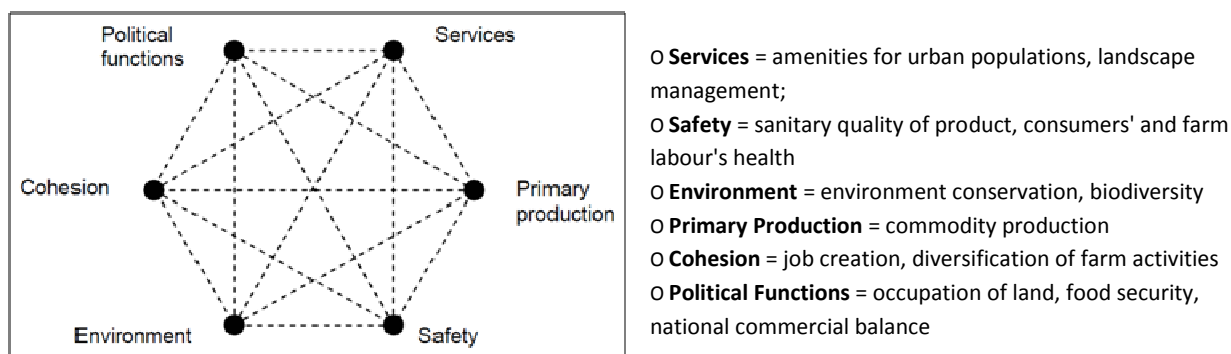 Political
functions
Services
Cohesion
Primary
production
Environment
Safety
O Services = amenities for urban populations, landscape
management;
O Safety = sanitary quality of product, consumers' and farm
labour's health
O Environment = environment conservation, biodiversity
O Primary Production = commodity production
O Cohesion = job creation, diversification of farm activities
O Political Functions = occupation of land, food security,
national commercial balance